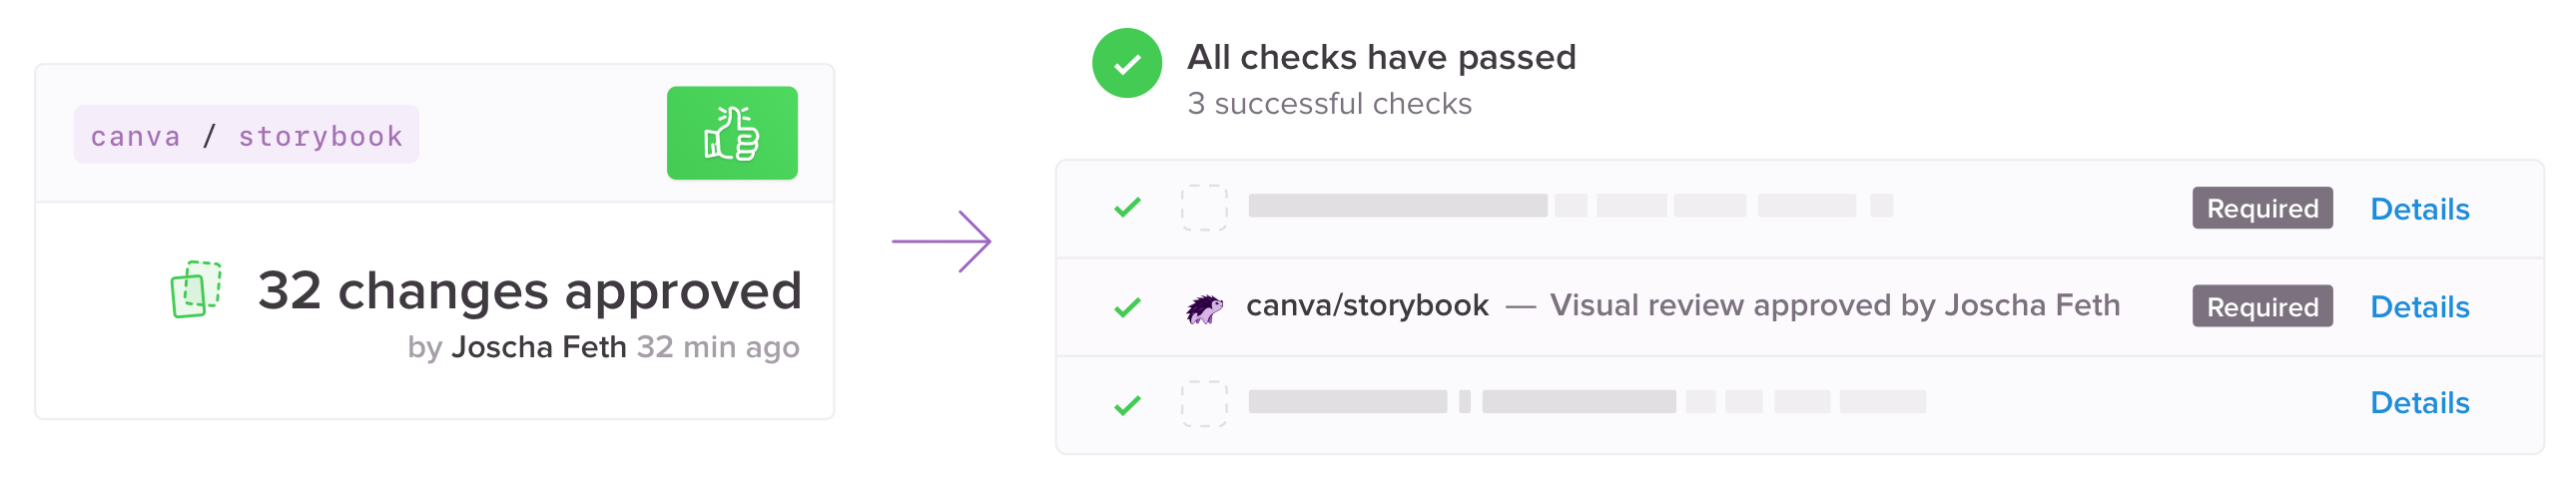 canva / storybook
32 changes approved
by Joscha Feth 32 min ago
All checks have passed
3 successful checks
Required Details
canva/storybook — Visual review approved by Joscha Feth Required Details
Details